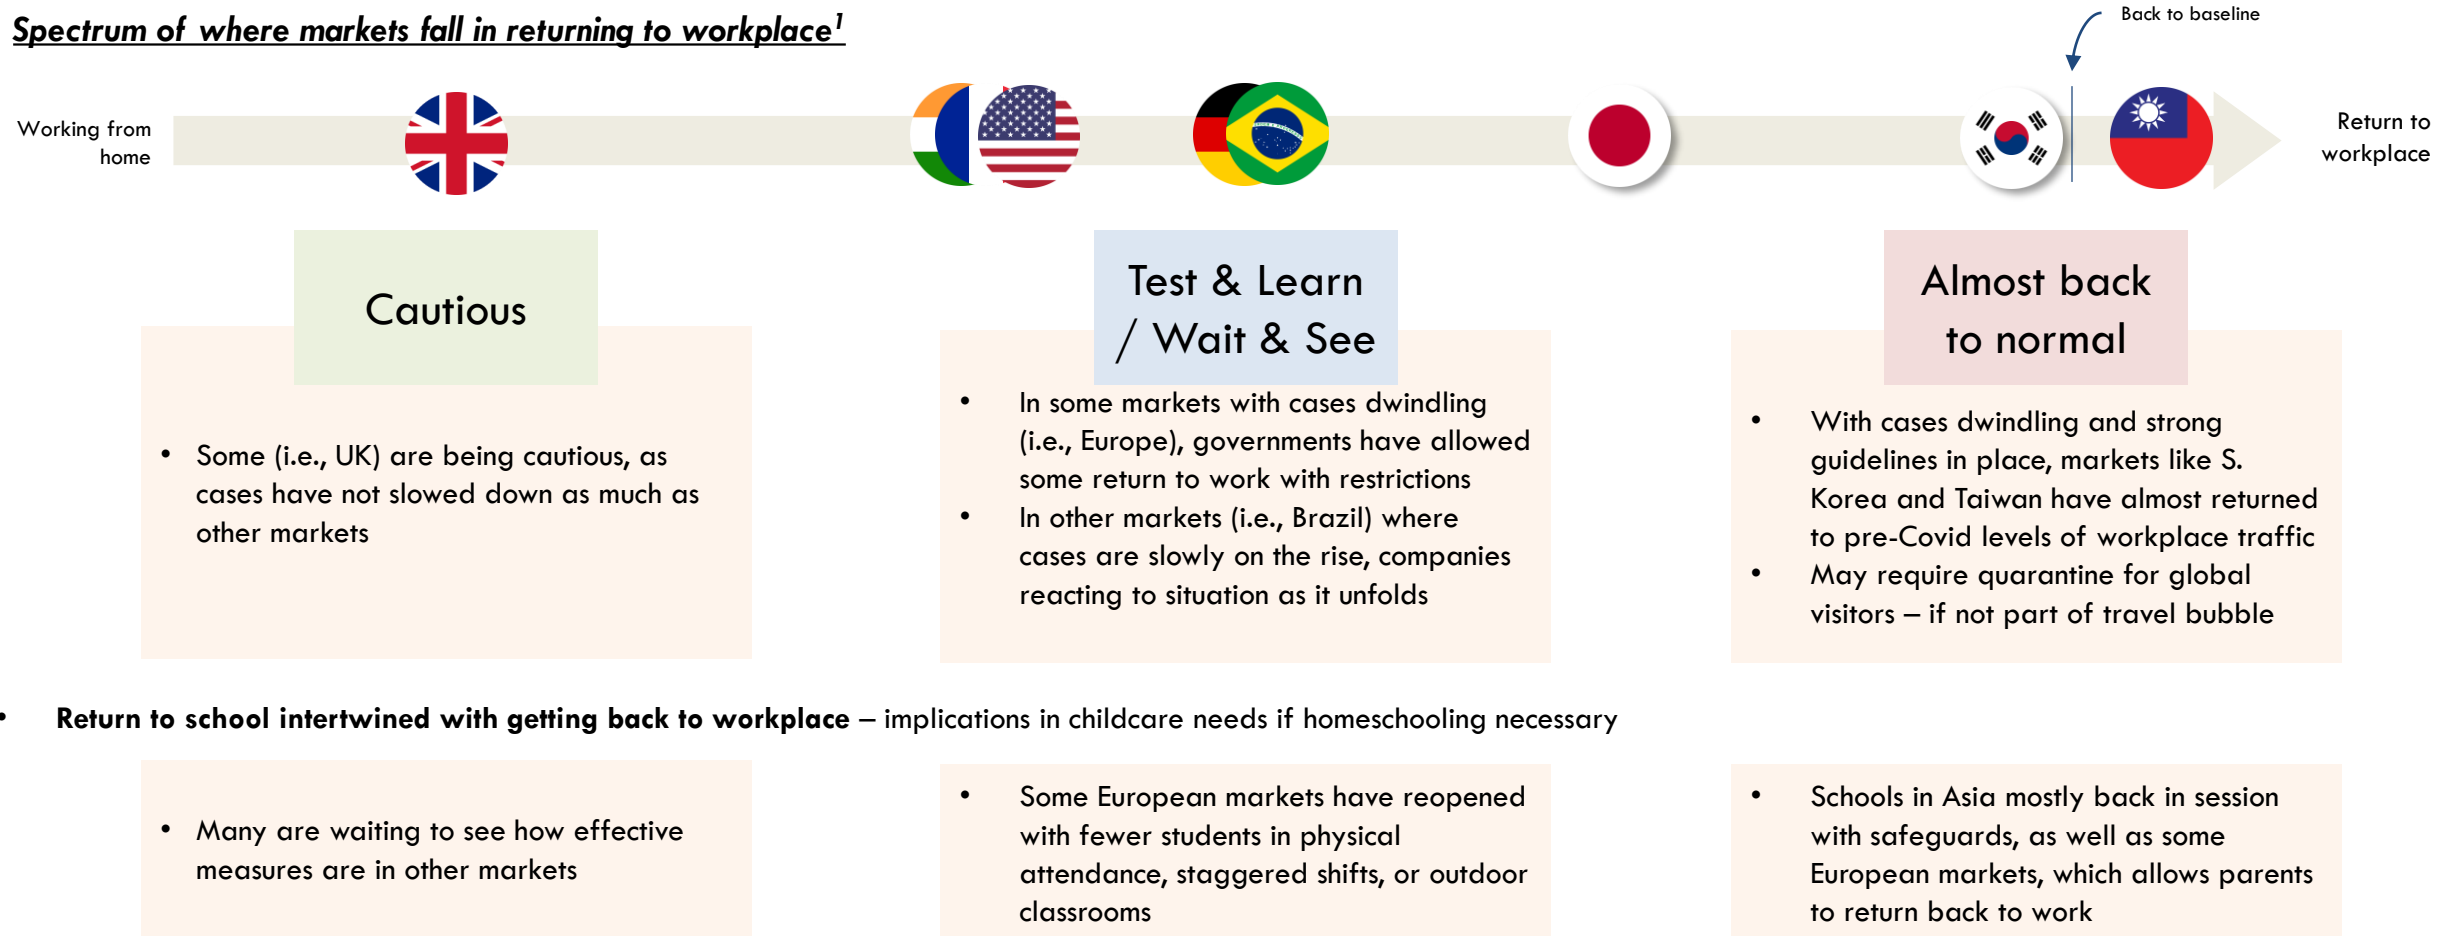 Spectrum of where markets fall in returning to workplace¹
Back to baseline
Working from
home
Return to
workplace
Cautious
• Some (i.e., UK) are being cautious, as
cases have not slowed down as much as
other markets
Test & Learn
/ Wait & See
• In some markets with cases dwindling
(i.e., Europe), governments have allowed
some return to work with restrictions
• In other markets (i.e., Brazil) where
cases are slowly on the rise, companies
reacting to situation as it unfolds
Almost back
to normal
• With cases dwindling and strong
guidelines in place, markets like S.
Korea and Taiwan have almost returned
to pre-Covid levels of workplace traffic
• May require quarantine for global
visitors – if not part of travel bubble
• Return to school intertwined with getting back to workplace – implications in childcare needs if homeschooling necessary
• Many are waiting to see how effective
measures are in other markets
• Some European markets have reopened
with fewer students in physical
attendance, staggered shifts, or outdoor
classrooms
• Schools in Asia mostly back in session
with safeguards, as well as some
European markets, which allows parents
to return back to work